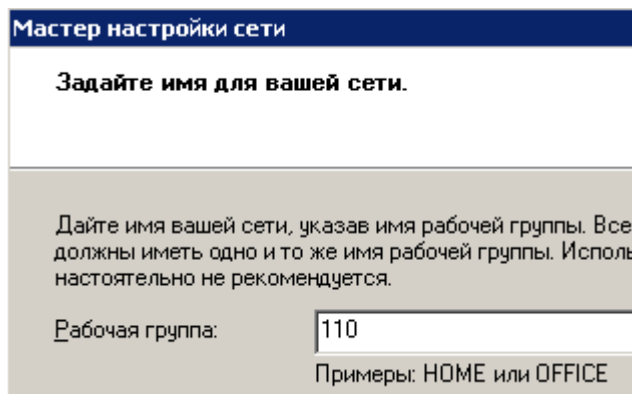 Мастер настройки сети
Задайте имя для вашей сети.
Дайте имя вашей сети, указав имя рабочей группы. Все
должны иметь одно и то же имя рабочей группы. Исполь
настоятельно не рекомендуется.
Рабочая группа:
110
Примеры: HOME или OFFICE